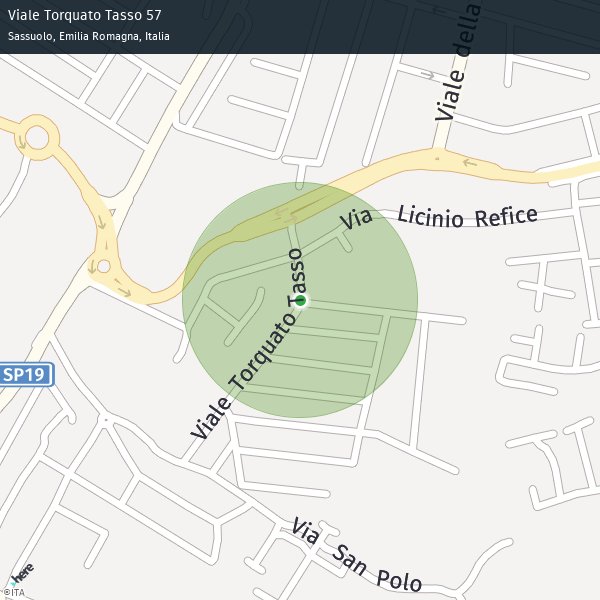 Viale Torquato Tasso 57
Sassuolo, Emilia Romagna, Italia
Viale della
Via Licinio Refice
Viale Torquato Tasso
SP19
Via San Polo
here
©ITA